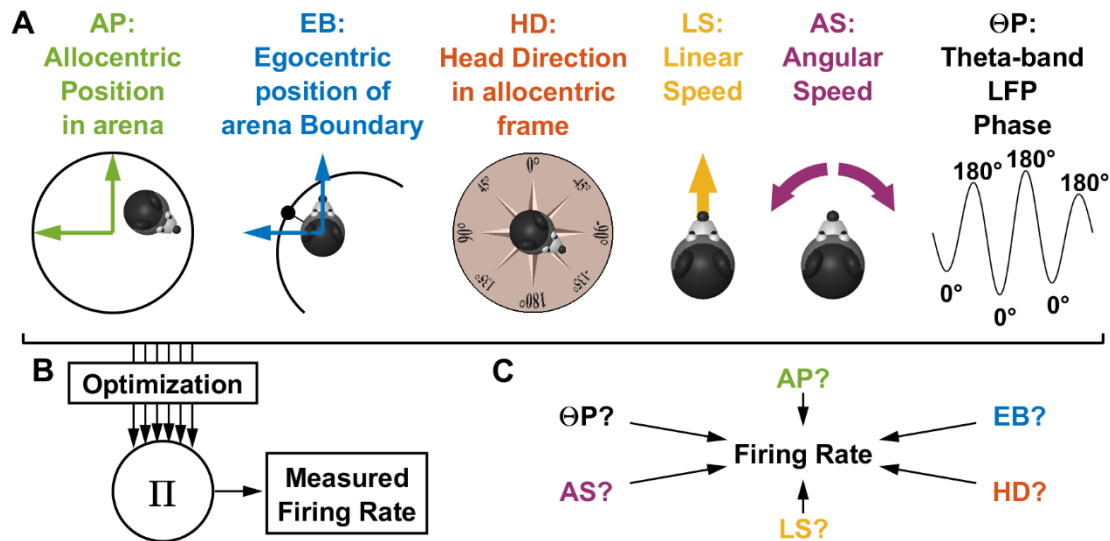 A
AP:
Allocentric
Position
in arena
EB:
Egocentric
position of
arena Boundary
HD:
Head Direction
in allocentric
frame
LS:
Linear
Speed
AS:
Angular
Speed
ΘP:
Theta-band
LFP
Phase
0°
45°
-45°
90°
-90°
135°
-135°
180°
180°
180°
180°
0°
0°
0°
B
Optimization
Π
Measured
Firing Rate
C
AP?
ΘP?
EB?
Firing Rate
AS?
HD?
LS?